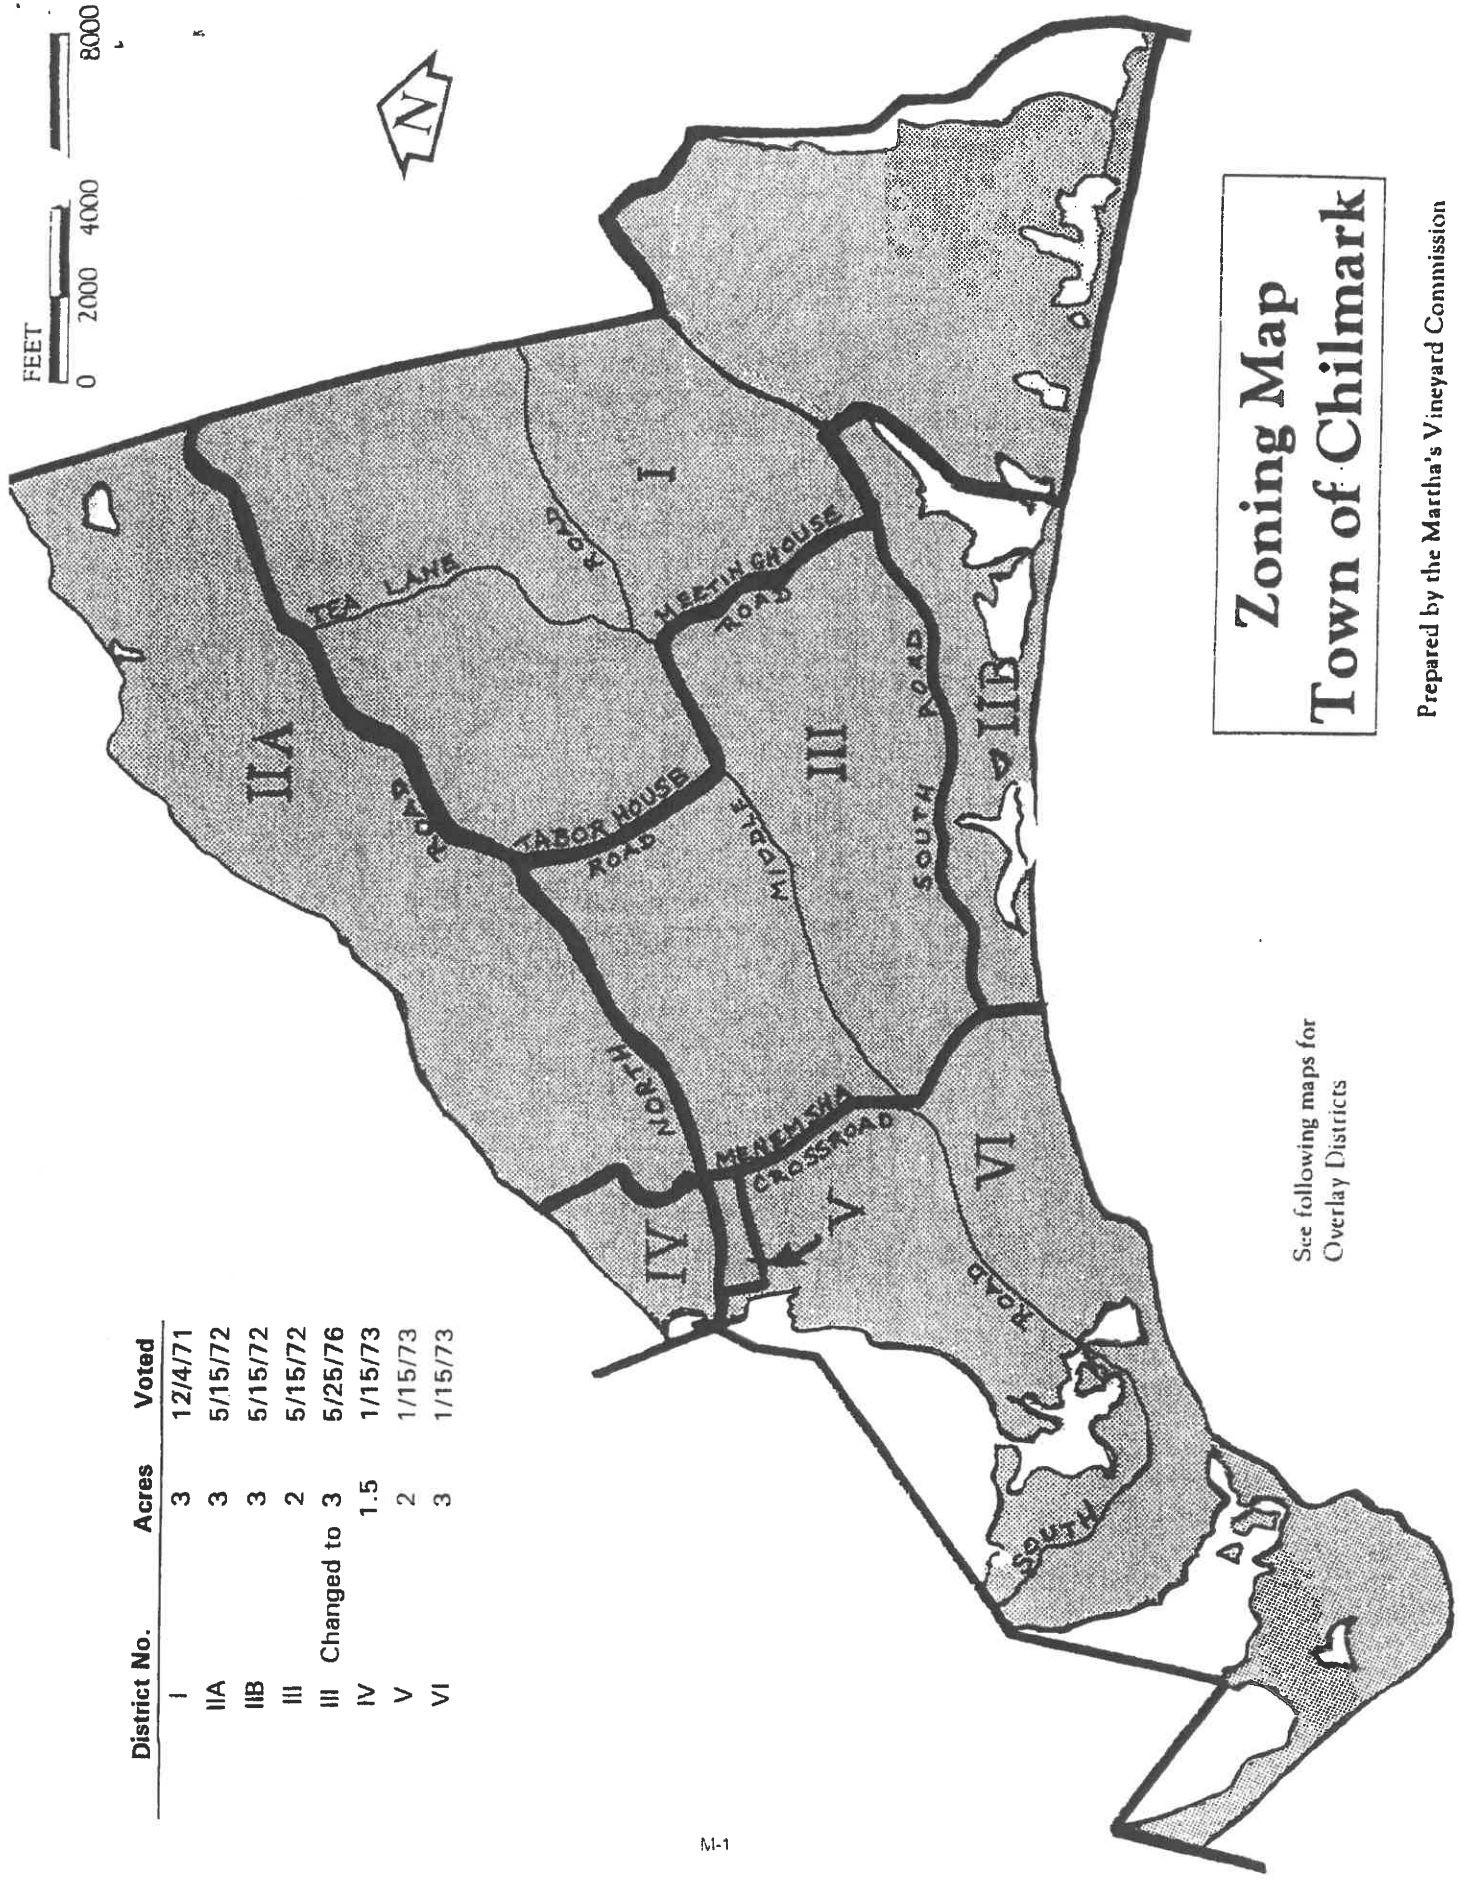 FEET
0 2000 4000 8000
N
District No. Acres Voted
I 3 12/4/71
IIA 3 5/15/72
IIB 3 5/15/72
III 2 5/15/72
III Changed to 3 5/25/76
IV 1.5 1/15/73
V 2 1/15/73
VI 3 1/15/73
IIA
TEA LANE
ROAD
I
ROAD
MEETINGHOUSE
ROAD
TABOR HOUSE
ROAD
III
MIDDLE
SOUTH ROAD
IIB
NORTH
MENEMSHA
CROSSROAD
IV
V
VI
ROAD
SOUTH
See following maps for
Overlay Districts
Zoning Map
Town of Chilmark
Prepared by the Martha's Vineyard Commission
M-1